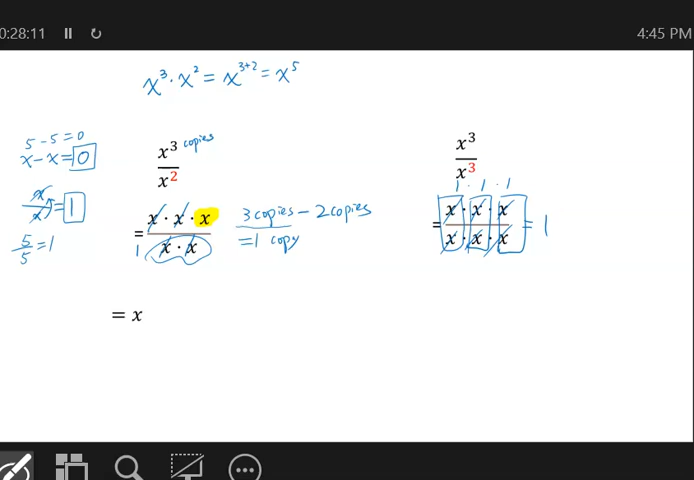 00:28:11
4:45 PM
x³ · x² = x³⁺² = x⁵
5 - 5 = 0
x - x = 0
x/x = 1
5/5 = 1
x³ copies
x²
= x · x · x
1 x · x
3 copies - 2 copies
= 1 copy
= x
x³
x³
1 · 1 · 1
= x · x · x = 1
x · x · x